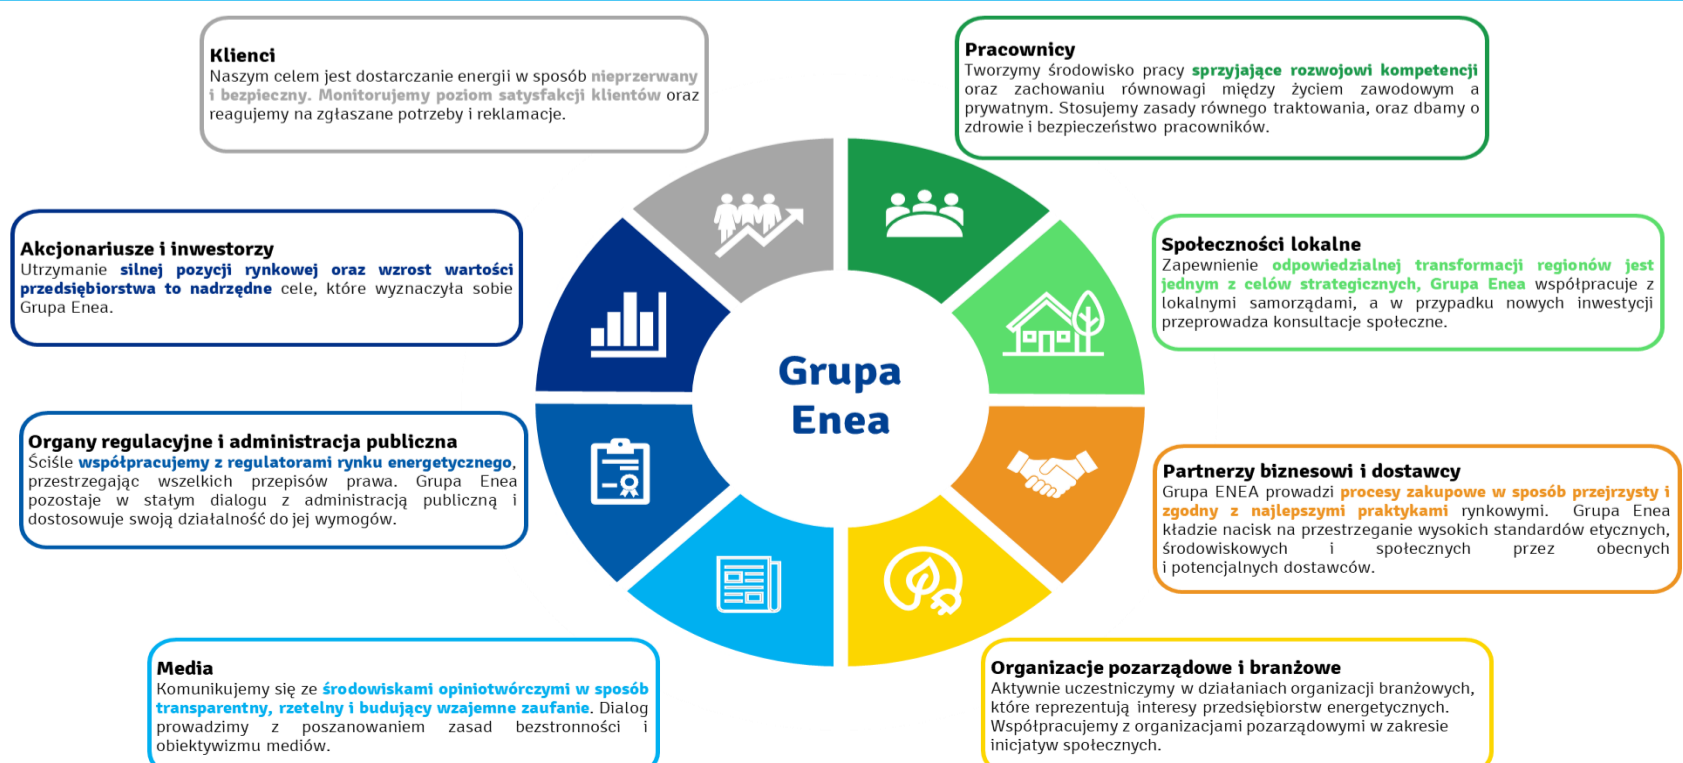 Klienci
Naszym celem jest dostarczanie energii w sposób nieprzerwany
i bezpieczny. Monitorujemy poziom satysfakcji klientów oraz
reagujemy na zgłaszane potrzeby i reklamacje.
Pracownicy
Tworzymy środowisko pracy sprzyjające rozwojowi kompetencji
oraz zachowaniu równowagi między życiem zawodowym a
prywatnym. Stosujemy zasady równego traktowania, oraz dbamy o
zdrowie i bezpieczeństwo pracowników.
Akcjonariusze i inwestorzy
Utrzymanie silnej pozycji rynkowej oraz wzrost wartości
przedsiębiorstwa to nadrzędne cele, które wyznaczyła sobie
Grupa Enea.
Społeczności lokalne
Zapewnienie odpowiedzialnej transformacji regionów jest
jednym z celów strategicznych, Grupa Enea współpracuje z
lokalnymi samorządami, a w przypadku nowych inwestycji
przeprowadza konsultacje społeczne.
Grupa
Enea
Organy regulacyjne i administracja publiczna
Ściśle współpracujemy z regulatorami rynku energetycznego,
przestrzegając wszelkich przepisów prawa. Grupa Enea
pozostaje w stałym dialogu z administracją publiczną i
dostosowuje swoją działalność do jej wymogów.
Partnerzy biznesowi i dostawcy
Grupa ENEA prowadzi procesy zakupowe w sposób przejrzysty i
zgodny z najlepszymi praktykami rynkowymi. Grupa Enea
kładzie nacisk na przestrzeganie wysokich standardów etycznych,
środowiskowych i społecznych przez obecnych
i potencjalnych dostawców.
Media
Komunikujemy się ze środowiskami opiniotwórczymi w sposób
transparentny, rzetelny i budujący wzajemne zaufanie. Dialog
prowadzimy z poszanowaniem zasad bezstronności i
obiektywizmu mediów.
Organizacje pozarządowe i branżowe
Aktywnie uczestniczymy w działaniach organizacji branżowych,
które reprezentują interesy przedsiębiorstw energetycznych.
Współpracujemy z organizacjami pozarządowymi w zakresie
inicjatyw społecznych.